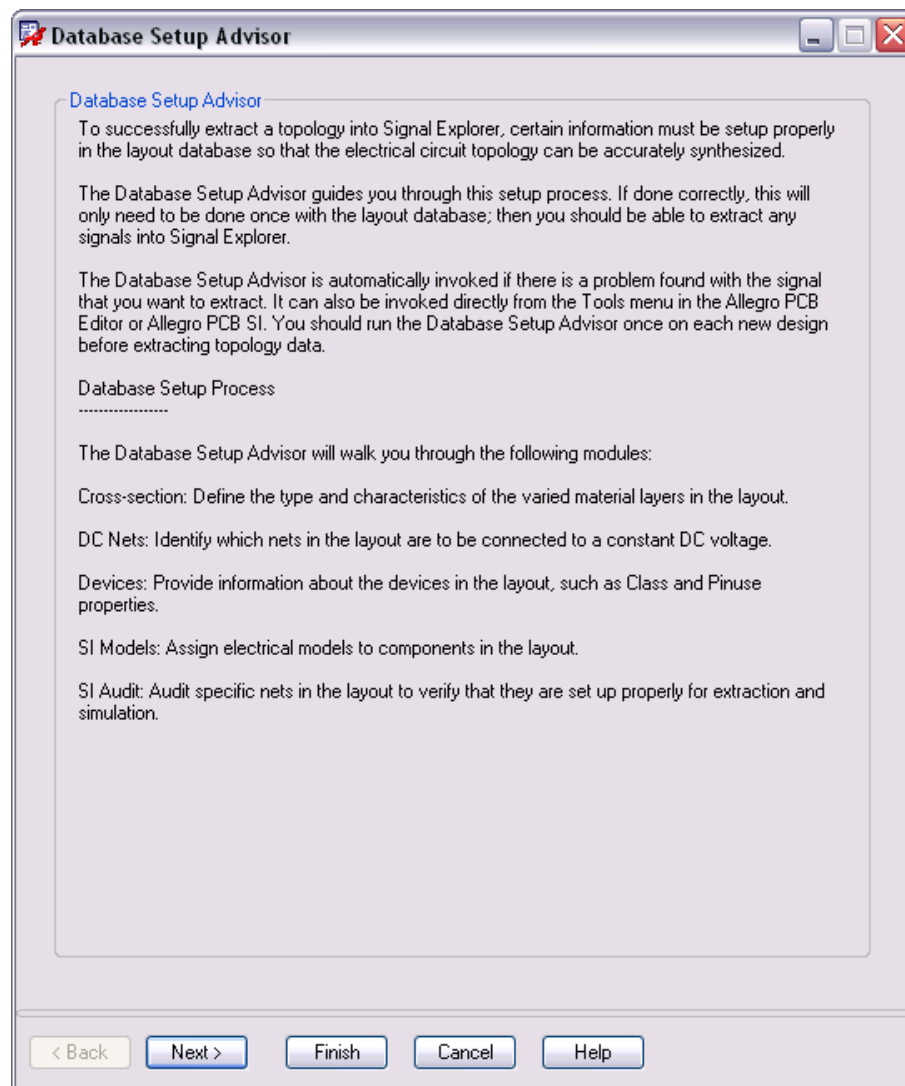 Database Setup Advisor
Database Setup Advisor
To successfully extract a topology into Signal Explorer, certain information must be setup properly
in the layout database so that the electrical circuit topology can be accurately synthesized.
The Database Setup Advisor guides you through this setup process. If done correctly, this will
only need to be done once with the layout database; then you should be able to extract any
signals into Signal Explorer.
The Database Setup Advisor is automatically invoked if there is a problem found with the signal
that you want to extract. It can also be invoked directly from the Tools menu in the Allegro PCB
Editor or Allegro PCB SI. You should run the Database Setup Advisor once on each new design
before extracting topology data.
Database Setup Process
------------------
The Database Setup Advisor will walk you through the following modules:
Cross-section: Define the type and characteristics of the varied material layers in the layout.
DC Nets: Identify which nets in the layout are to be connected to a constant DC voltage.
Devices: Provide information about the devices in the layout, such as Class and Pinuse
properties.
SI Models: Assign electrical models to components in the layout.
SI Audit: Audit specific nets in the layout to verify that they are set up properly for extraction and
simulation.
< Back Next > Finish Cancel Help